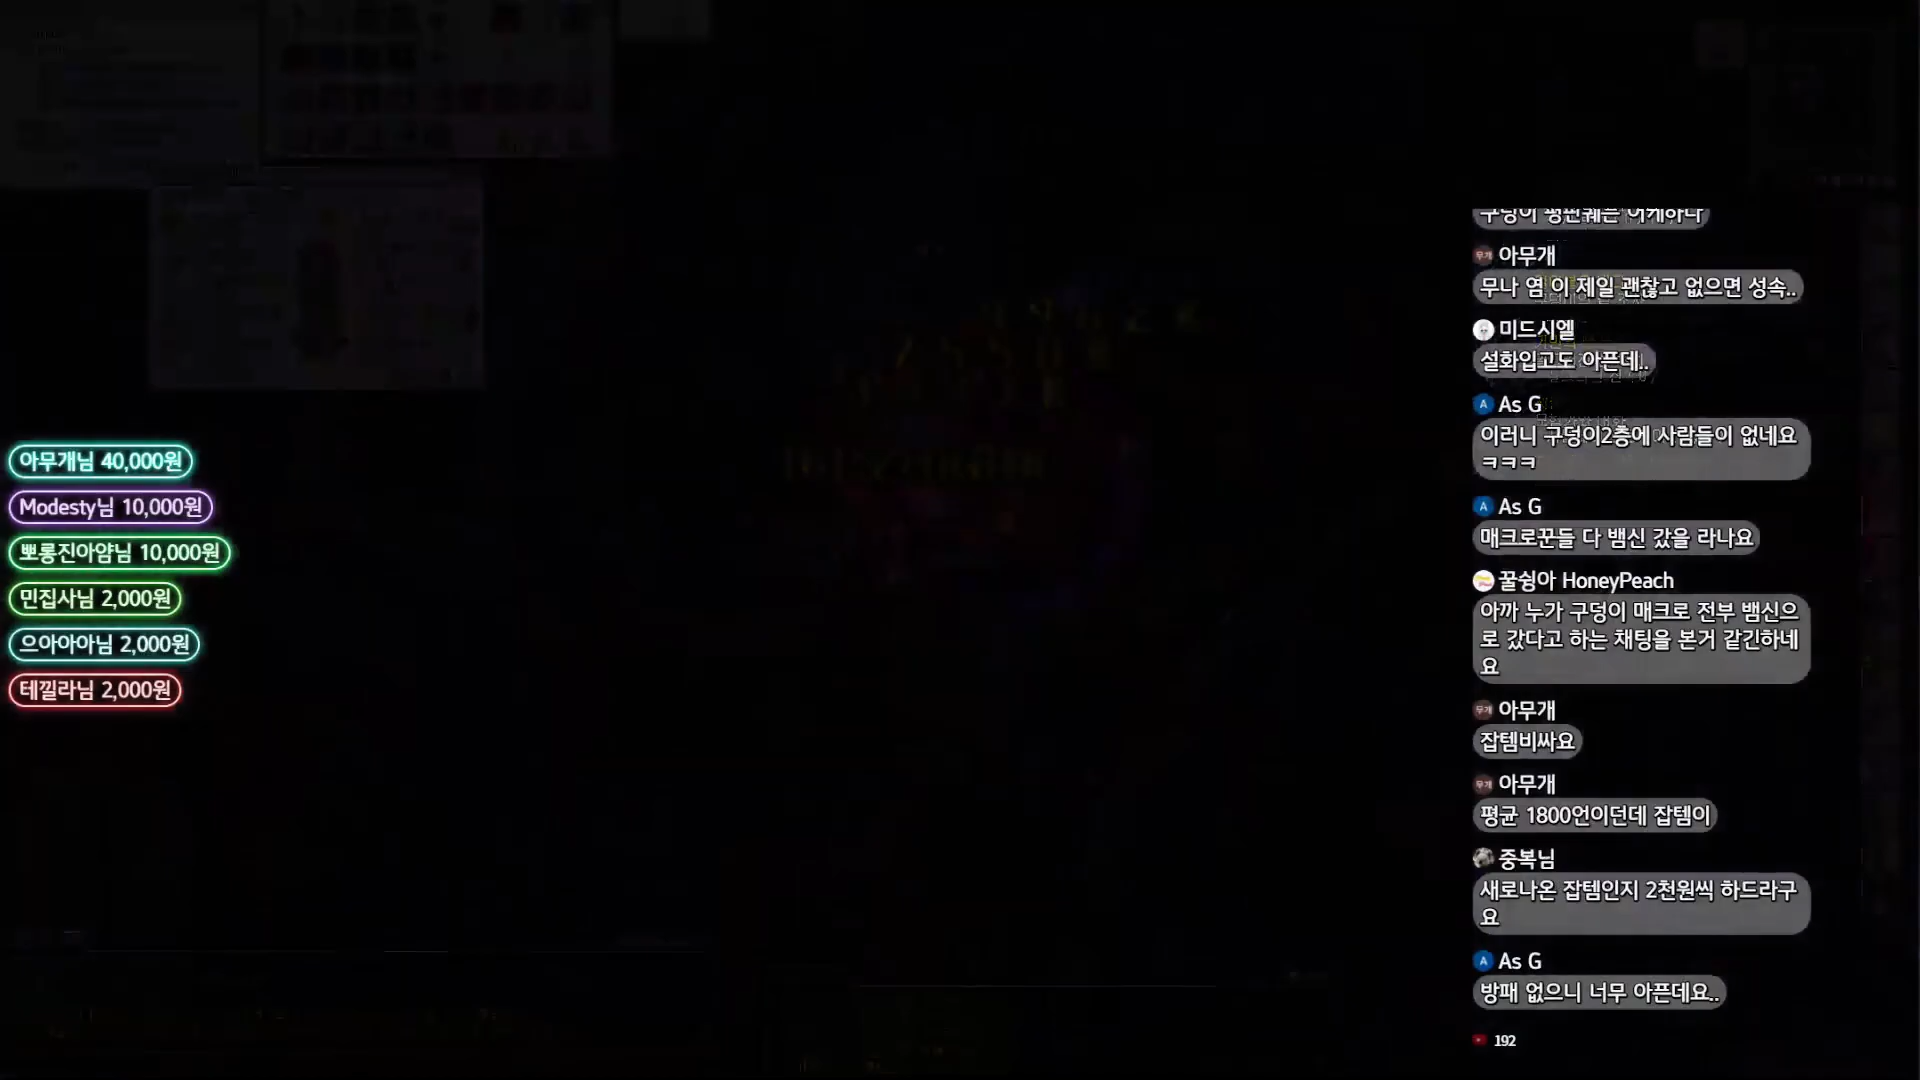 아무개님 40,000원
Modesty님 10,000원
뽀롱진아얌님 10,000원
민집사님 2,000원
으아아아님 2,000원
테낄라님 2,000원
아무개
무나 염 이 제일 괜찮고 없으면 성속..
미드시엘
설화입고도 아픈데..
As G
이러니 구덩이2층에 사람들이 없네요
ㅋㅋㅋ
As G
매크로꾼들 다 뱀신 갔을 라나요
꿀슁아 HoneyPeach
아까 누가 구덩이 매크로 전부 뱀신으
로 갔다고 하는 채팅을 본거 같긴하네
요
아무개
잡템비싸요
아무개
평균 1800언이던데 잡템이
중복님
새로나온 잡템인지 2천원씩 하드라구
요
As G
방패 없으니 너무 아픈데요..
192